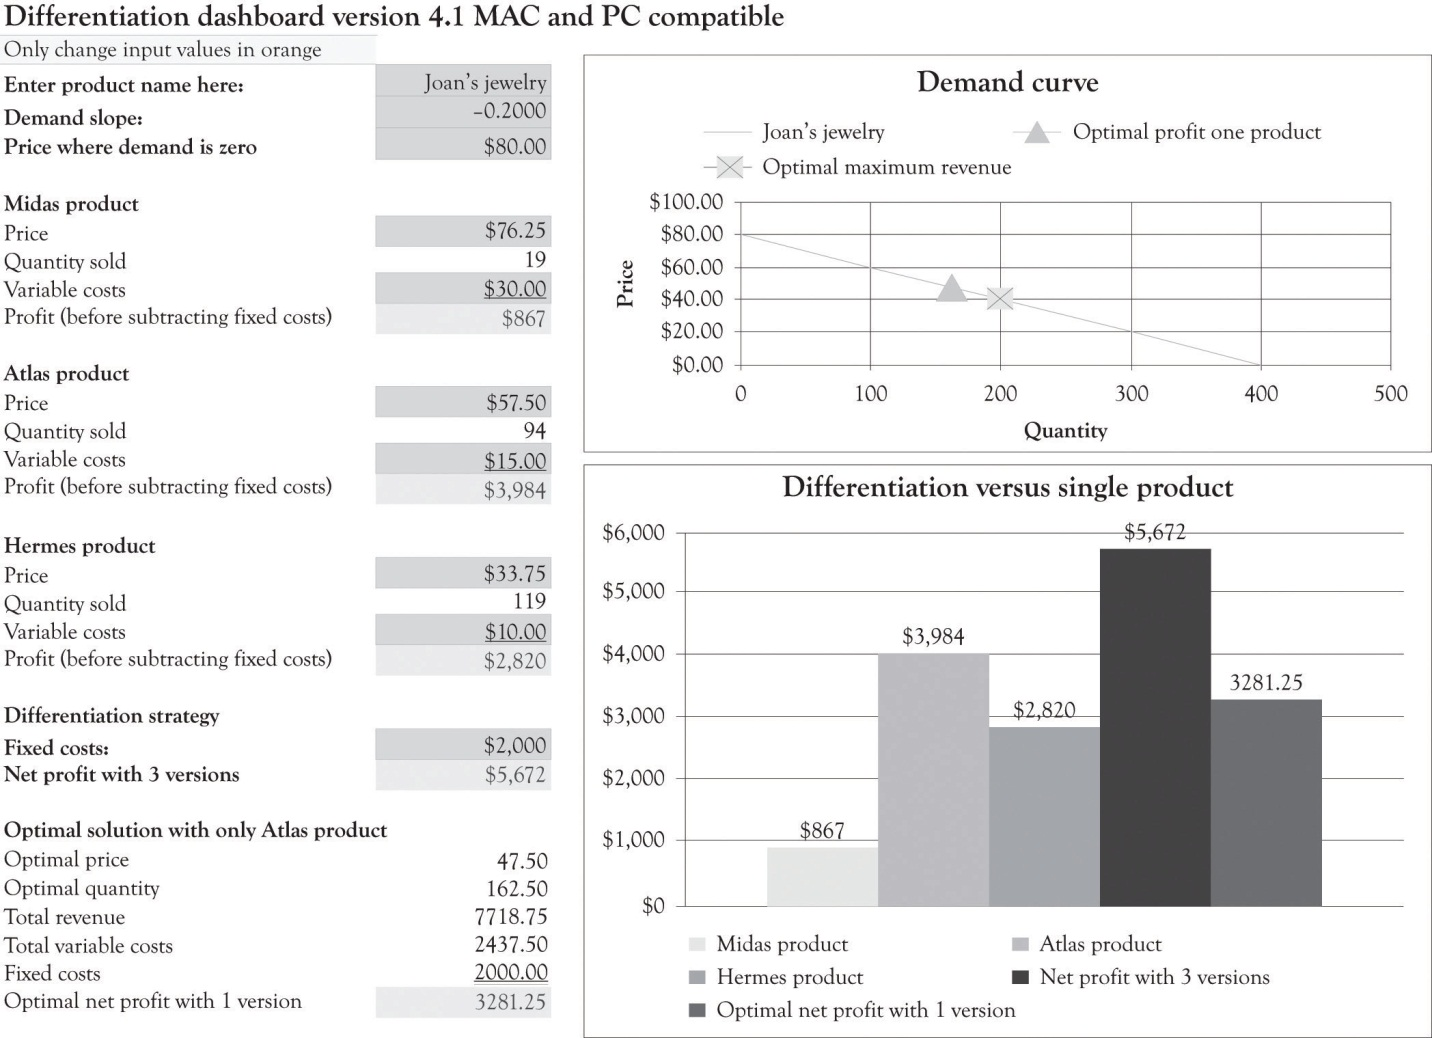 Differentiation dashboard version 4.1 MAC and PC compatible
Only change input values in orange
Enter product name here: Joan's jewelry
Demand slope: –0.2000
Price where demand is zero $80.00
Midas product
Price $76.25
Quantity sold 19
Variable costs $30.00
Profit (before subtracting fixed costs) $867
Atlas product
Price $57.50
Quantity sold 94
Variable costs $15.00
Profit (before subtracting fixed costs) $3,984
Hermes product
Price $33.75
Quantity sold 119
Variable costs $10.00
Profit (before subtracting fixed costs) $2,820
Differentiation strategy
Fixed costs: $2,000
Net profit with 3 versions $5,672
Optimal solution with only Atlas product
Optimal price 47.50
Optimal quantity 162.50
Total revenue 7718.75
Total variable costs 2437.50
Fixed costs 2000.00
Optimal net profit with 1 version 3281.25
Demand curve
Joan's jewelry Optimal profit one product
Optimal maximum revenue
$100.00
$80.00
$60.00
$40.00
$20.00
$0.00
Price
0 100 200 300 400 500
Quantity
Differentiation versus single product
$6,000
$5,000
$4,000
$3,000
$2,000
$1,000
$0
$867
$3,984
$2,820
$5,672
3281.25
Midas product Atlas product
Hermes product Net profit with 3 versions
Optimal net profit with 1 version